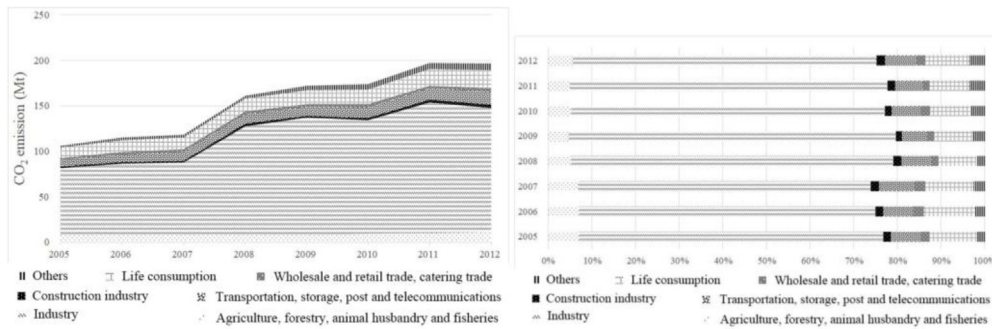 250
200
150
100
50
0
CO2 emission (Mt)
2005 2006 2007 2008 2009 2010 2011 2012
Others Life consumption Wholesale and retail trade, catering trade
Construction industry Transportation, storage, post and telecommunications
Industry Agriculture, forestry, animal husbandry and fisheries
2012
2011
2010
2009
2008
2007
2006
2005
0% 10% 20% 30% 40% 50% 60% 70% 80% 90% 100%
Others Life consumption Wholesale and retail trade, catering trade
Construction industry Transportation, storage, post and telecommunications
Industry Agriculture, forestry, animal husbandry and fisheries